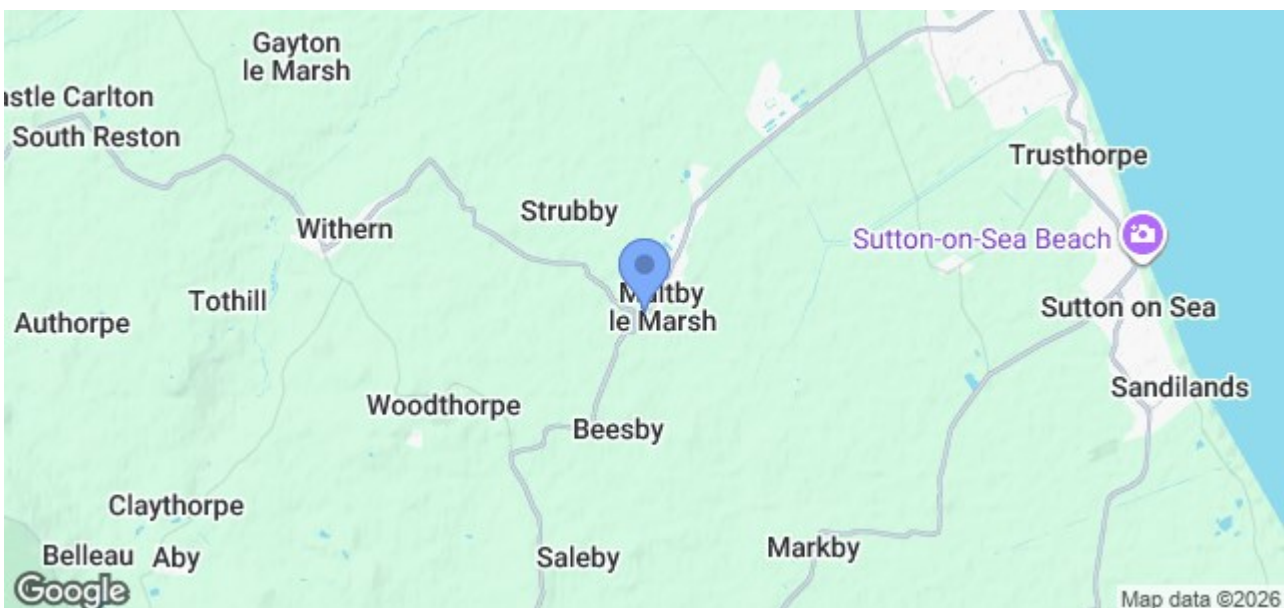 Gayton
le Marsh
astle Carlton
South Reston
Trusthorpe
Strubby
Withern
Sutton-on-Sea Beach
Tothill
Maltby
le Marsh
Sutton on Sea
Authorpe
Sandilands
Woodthorpe
Beesby
Claythorpe
Belleau
Aby
Saleby
Markby
Google
Map data ©2026